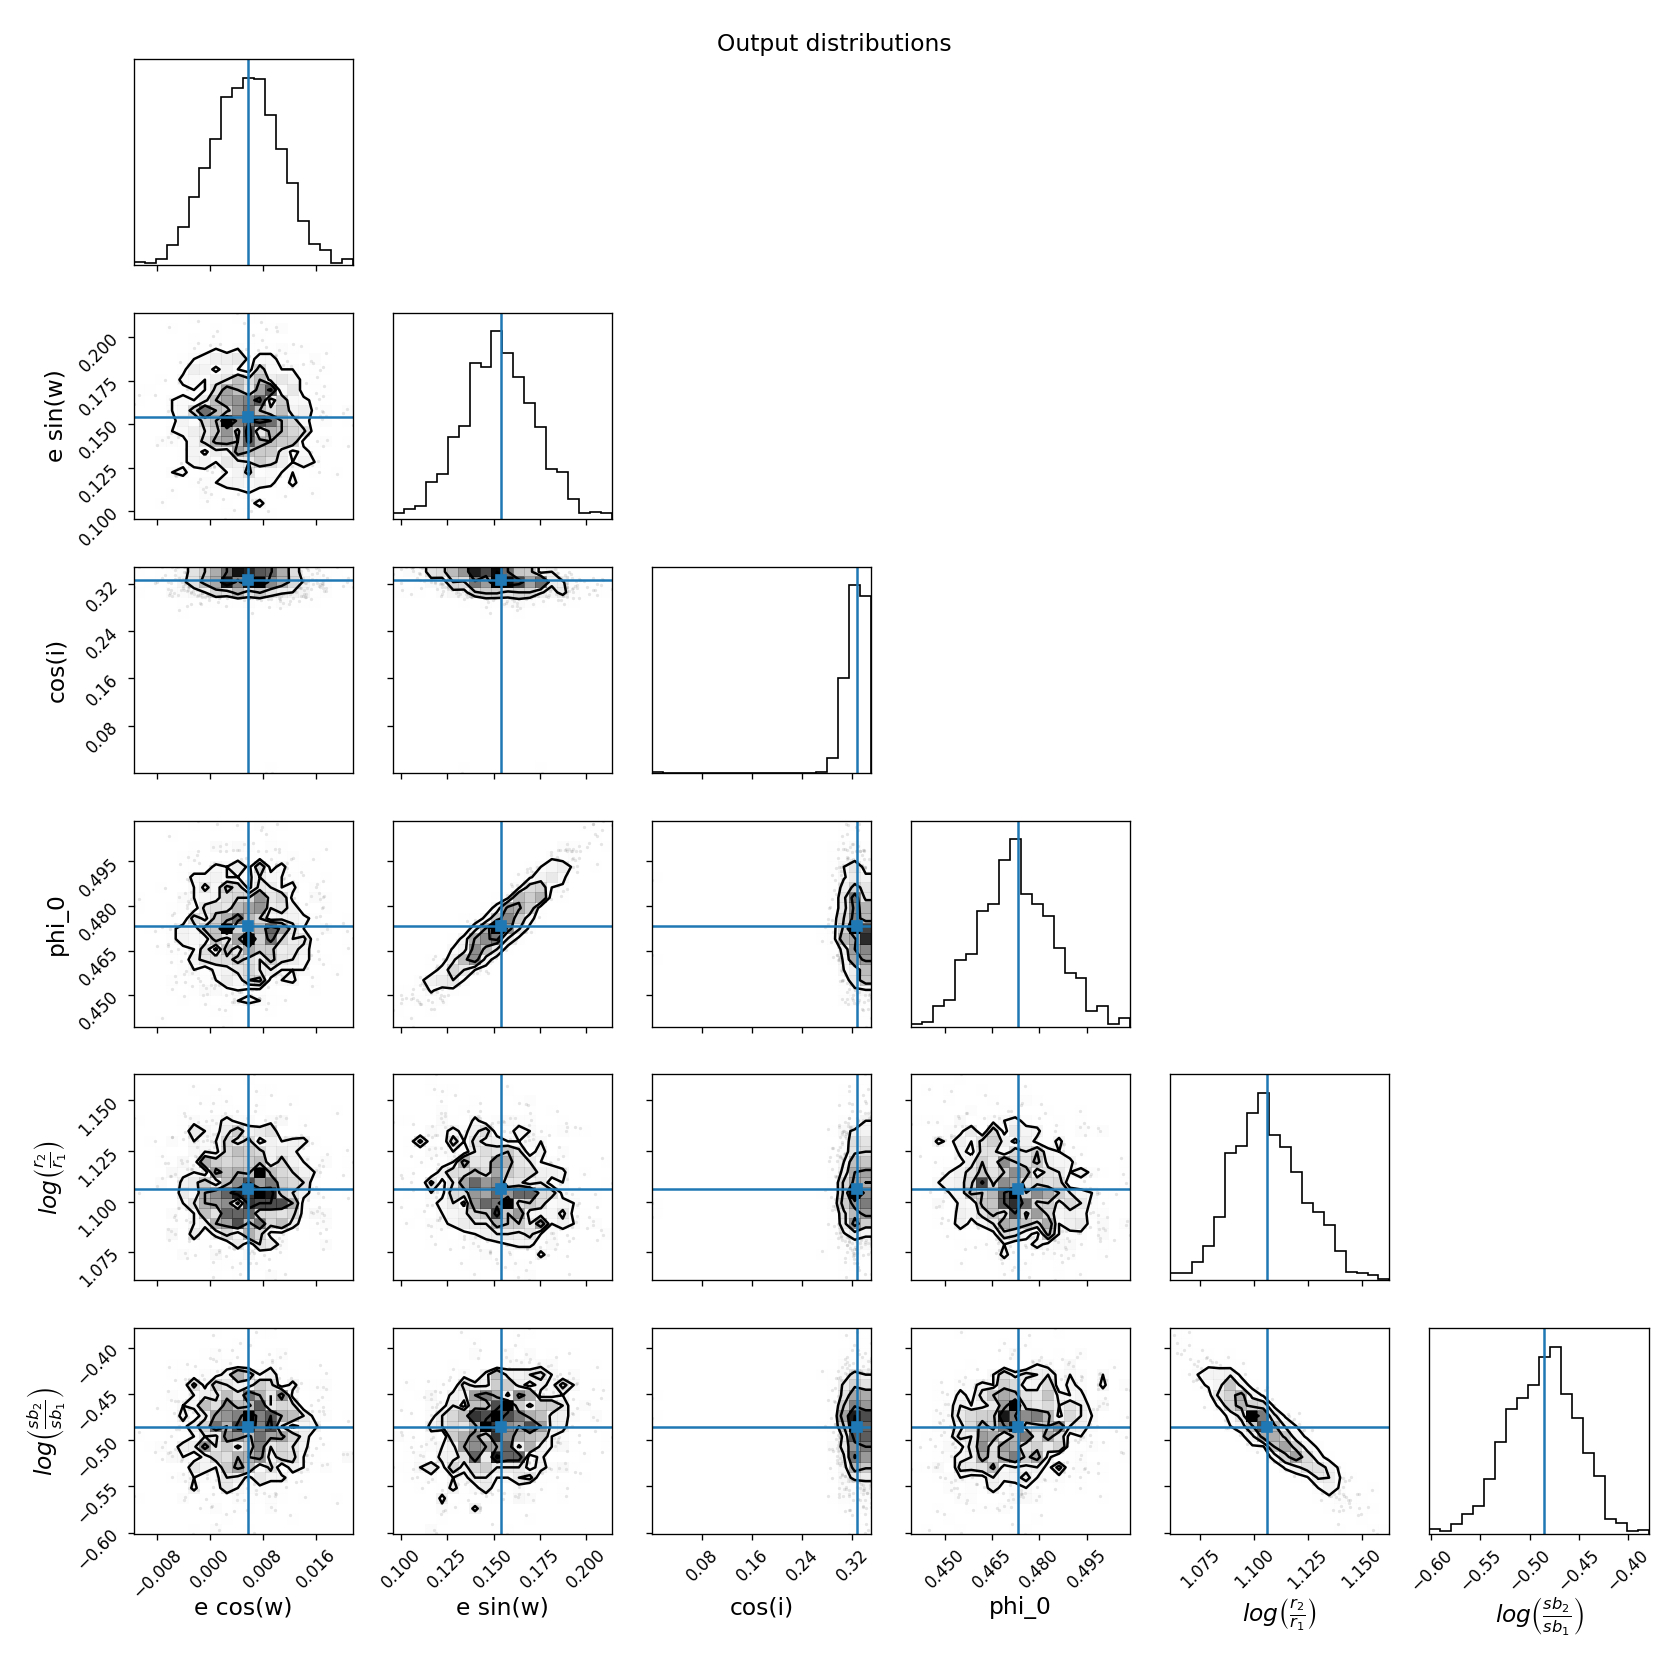 Output distributions
e sin(w)
0.200
0.175
0.150
0.125
0.100
cos(i)
0.32
0.24
0.16
0.08
phi_0
0.495
0.480
0.465
0.450
log(r₂/r₁)
1.150
1.125
1.100
1.075
log(sb₂/sb₁)
−0.40
−0.45
−0.50
−0.55
−0.60
−0.008 0.000 0.008 0.016 0.100 0.125 0.150 0.175 0.200 0.08 0.16 0.24 0.32 0.450 0.465 0.480 0.495 1.075 1.100 1.125 1.150 −0.60 −0.55 −0.50 −0.45 −0.40
e cos(w) e sin(w) cos(i) phi_0 log(r₂/r₁) log(sb₂/sb₁)